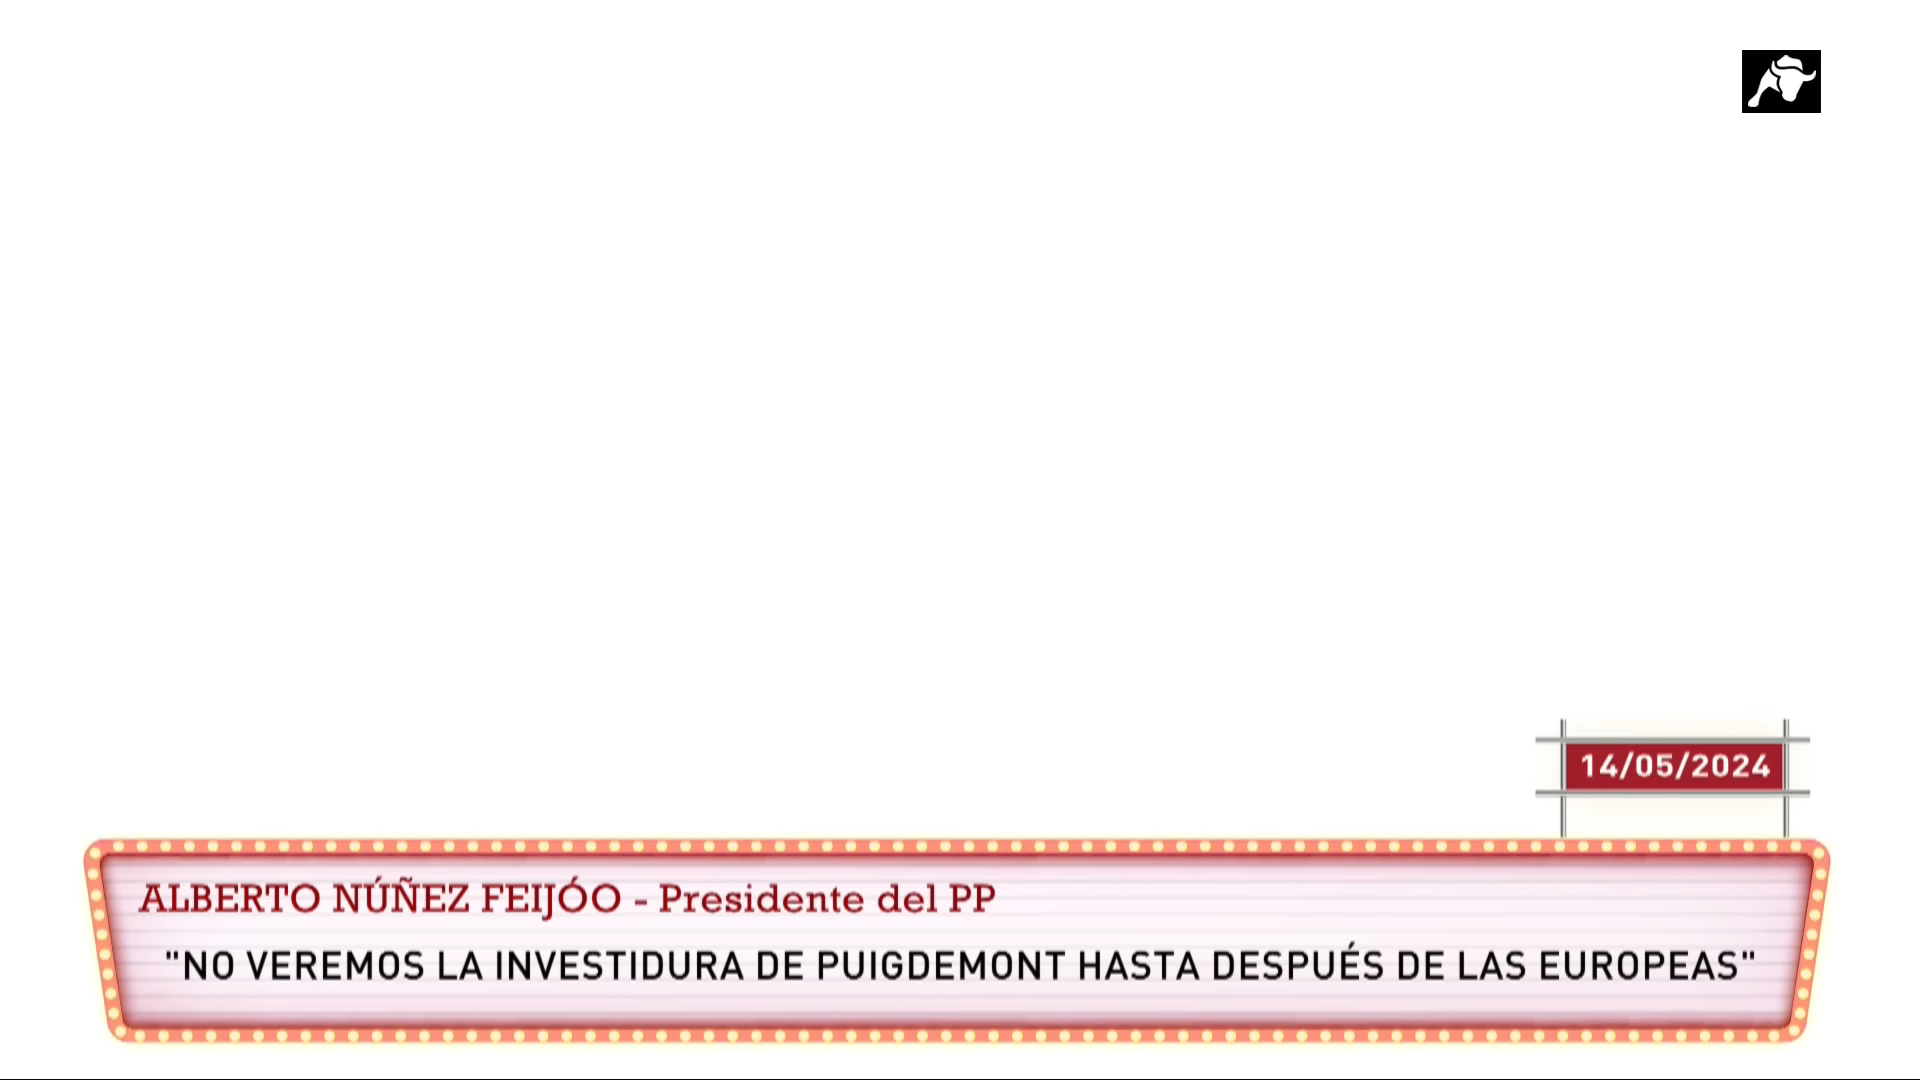 14/05/2024
ALBERTO NÚÑEZ FEIJÓO - Presidente del PP
"NO VEREMOS LA INVESTIDURA DE PUIGDEMONT HASTA DESPUÉS DE LAS EUROPEAS"